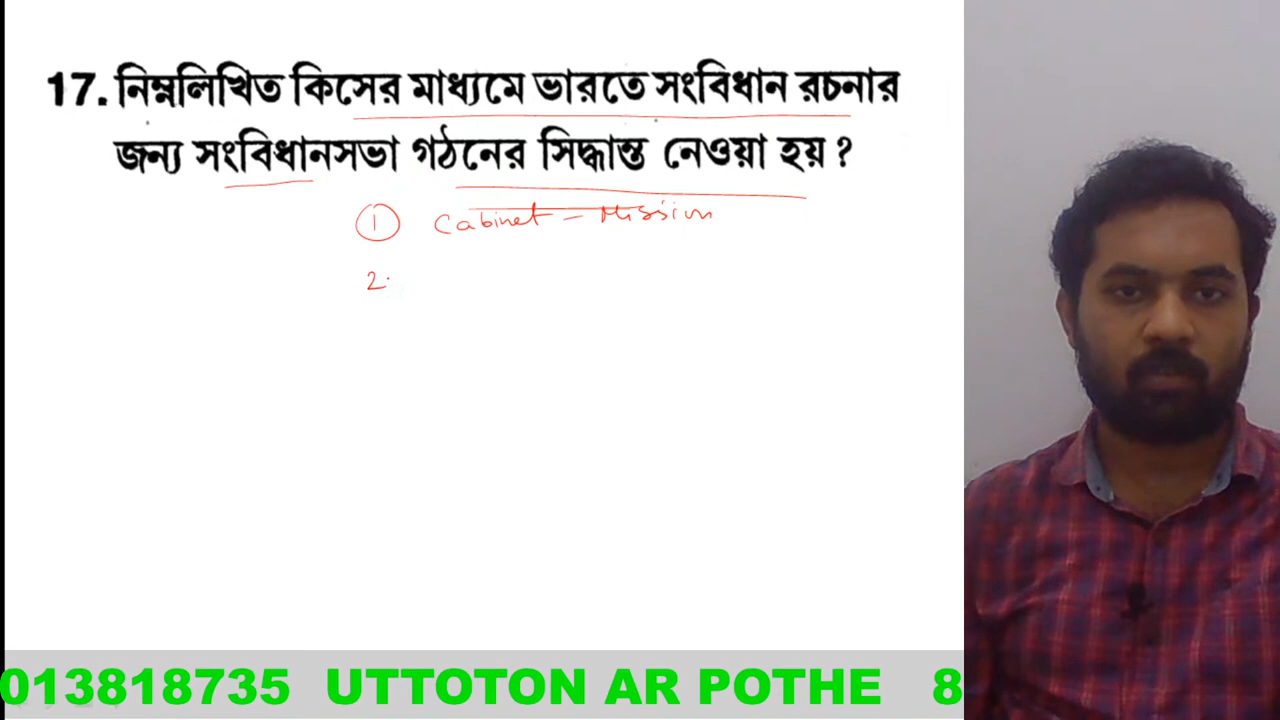 17. নিম্নলিখিত কিসের মাধ্যমে ভারতে সংবিধান রচনার
জন্য সংবিধানসভা গঠনের সিদ্ধান্ত নেওয়া হয় ?
① Cabinet - Mission
2.
013818735 UTTOTON AR POTHE 8